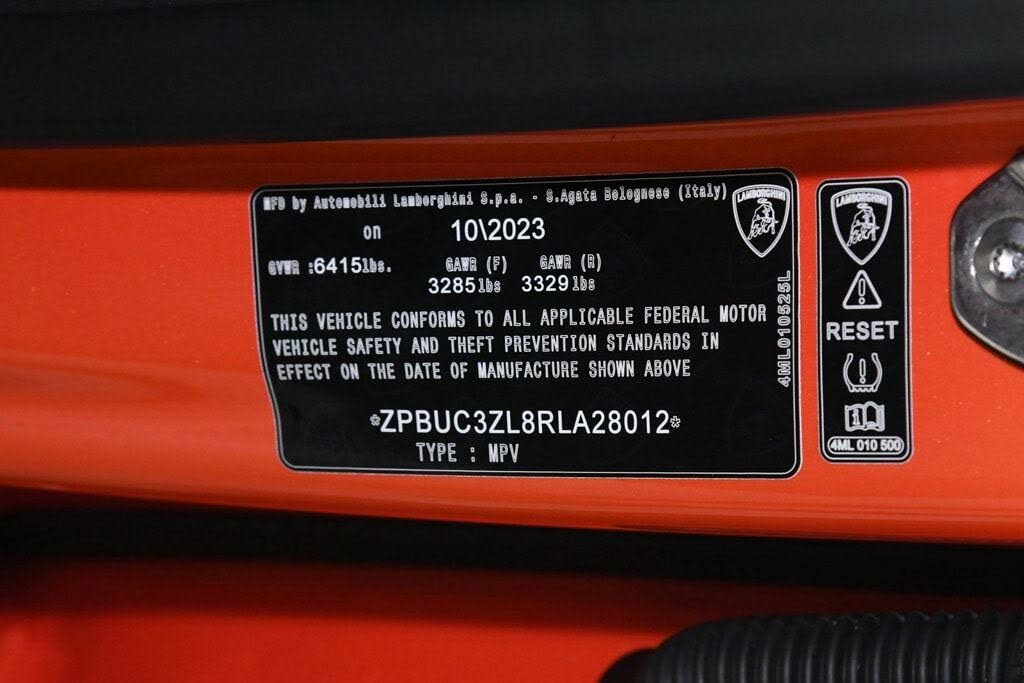 MFD by Automobili Lamborghini S.p.a. - S.Agata Bolognese (Italy)
on 10\2023
GVWR :6415lbs. GAWR (F) GAWR (R)
3285lbs 3329lbs
THIS VEHICLE CONFORMS TO ALL APPLICABLE FEDERAL MOTOR
VEHICLE SAFETY AND THEFT PREVENTION STANDARDS IN
EFFECT ON THE DATE OF MANUFACTURE SHOWN ABOVE
*ZPBUC3ZL8RLA28012*
TYPE : MPV
4ML010525L
LAMBORGHINI
LAMBORGHINI
RESET
4ML 010 500